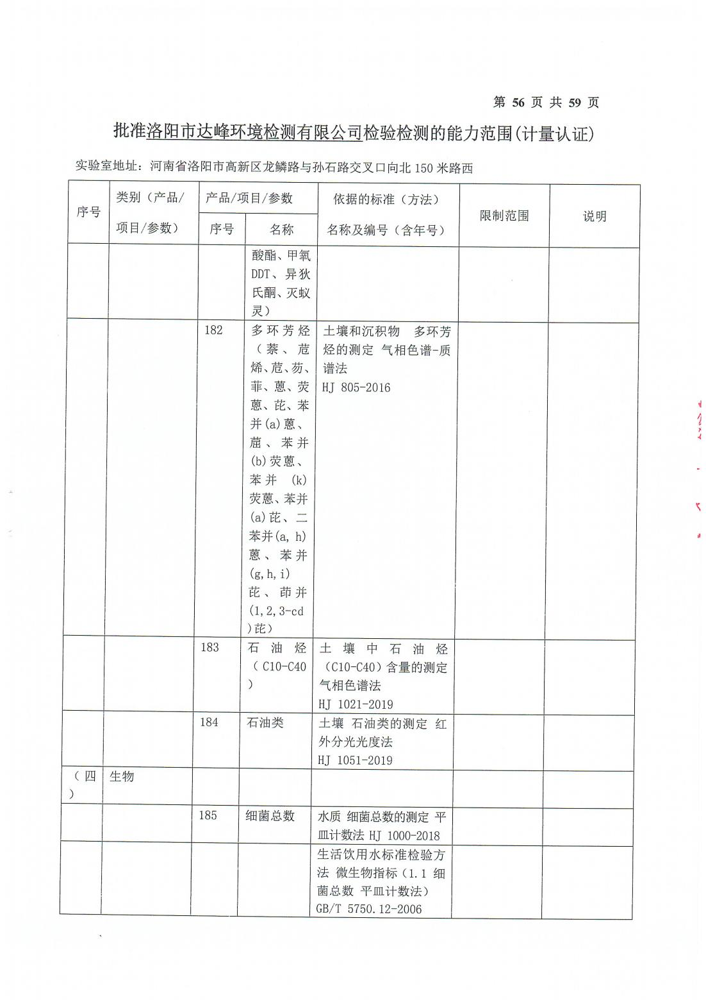 第 56 页 共 59 页
批准洛阳市达峰环境检测有限公司检验检测的能力范围(计量认证)
实验室地址：河南省洛阳市高新区龙鳞路与孙石路交叉口向北 150 米路西
序号
类别（产品/
项目/参数）
产品/项目/参数
序号
名称
依据的标准（方法）
名称及编号（含年号）
限制范围
说明
酸酯、甲氧
DDT、异狄
氏酮、灭蚁
灵）
182
多环芳烃
（萘、苊
烯、苊、芴、
菲、蒽、荧
蒽、芘、苯
并(a)蒽、
䓛、苯并
(b)荧蒽、
苯并 (k)
荧蒽、苯并
(a)芘、二
苯并(a, h)
蒽、苯并
(g,h,i)
芘、茚并
(1,2,3-cd
)芘）
土壤和沉积物 多环芳
烃的测定 气相色谱-质
谱法
HJ 805-2016
183
石油烃
（C10-C40
）
土壤中石油烃
（C10-C40）含量的测定
气相色谱法
HJ 1021-2019
184
石油类
土壤 石油类的测定 红
外分光光度法
HJ 1051-2019
（四
）
生物
185
细菌总数
水质 细菌总数的测定 平
皿计数法 HJ 1000-2018
生活饮用水标准检验方
法 微生物指标（1.1 细
菌总数 平皿计数法）
GB/T 5750.12-2006